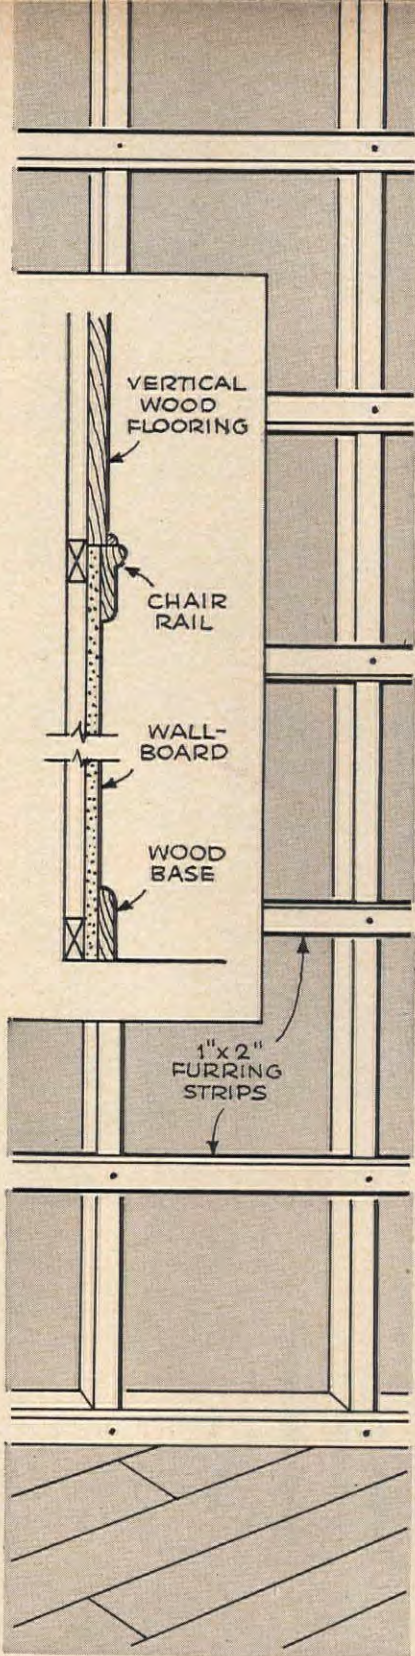 VERTICAL
WOOD
FLOORING
CHAIR
RAIL
WALL-
BOARD
WOOD
BASE
1"x 2"
FURRING
STRIPS